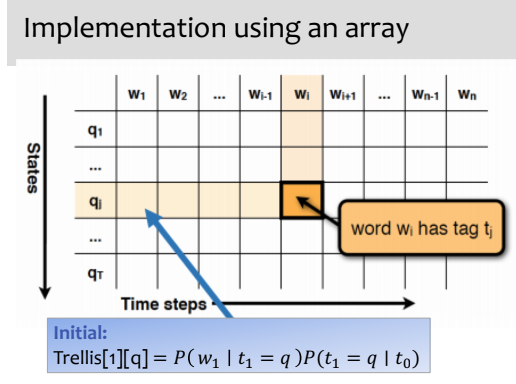 Implementation using an array
w₁ w₂ ... wᵢ₋₁ wᵢ wᵢ₊₁ ... wₙ₋₁ wₙ
States
q₁
...
qⱼ
word wᵢ has tag tⱼ
...
q_T
Time steps
Initial:
Trellis[1][q] = P( w₁ | t₁ = q )P(t₁ = q | t₀ )